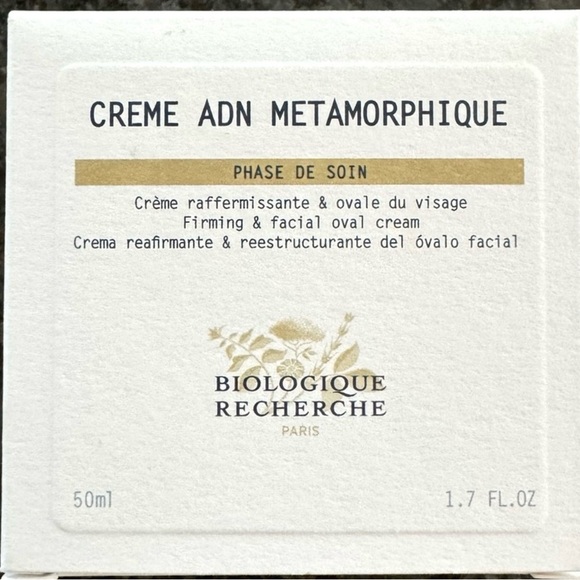 CREME ADN METAMORPHIQUE
PHASE DE SOIN
Crème raffermissante & ovale du visage
Firming & facial oval cream
Crema reafirmante & reestructurante del óvalo facial
BIOLOGIQUE
RECHERCHE
PARIS
50ml 1.7 FL.OZ